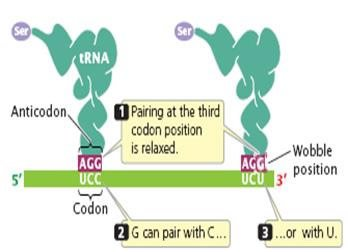 Ser
Ser
tRNA
Anticodon
1 Pairing at the third
codon position
is relaxed.
AGG
AGG
Wobble
position
5′
UCC
UCU
3′
Codon
2 G can pair with C...
3 ...or with U.